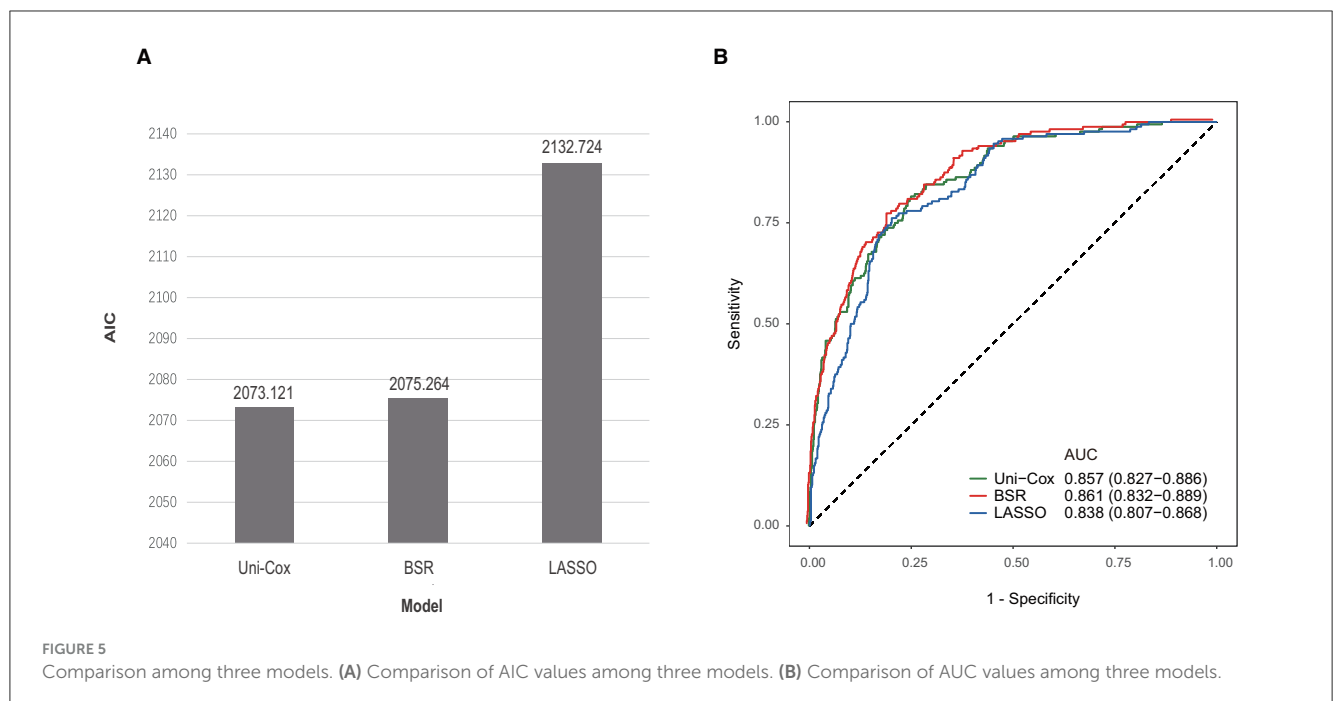 A
2140
2130
2120
2110
2100
2090
2080
2070
2060
2050
2040
AIC
2073.121
2075.264
2132.724
Uni-Cox BSR LASSO
Model
B
1.00
0.75
0.50
0.25
0.00
Sensitivity
AUC
Uni−Cox 0.857 (0.827−0.886)
BSR 0.861 (0.832−0.889)
LASSO 0.838 (0.807−0.868)
0.00 0.25 0.50 0.75 1.00
1 - Specificity
FIGURE 5
Comparison among three models. (A) Comparison of AIC values among three models. (B) Comparison of AUC values among three models.